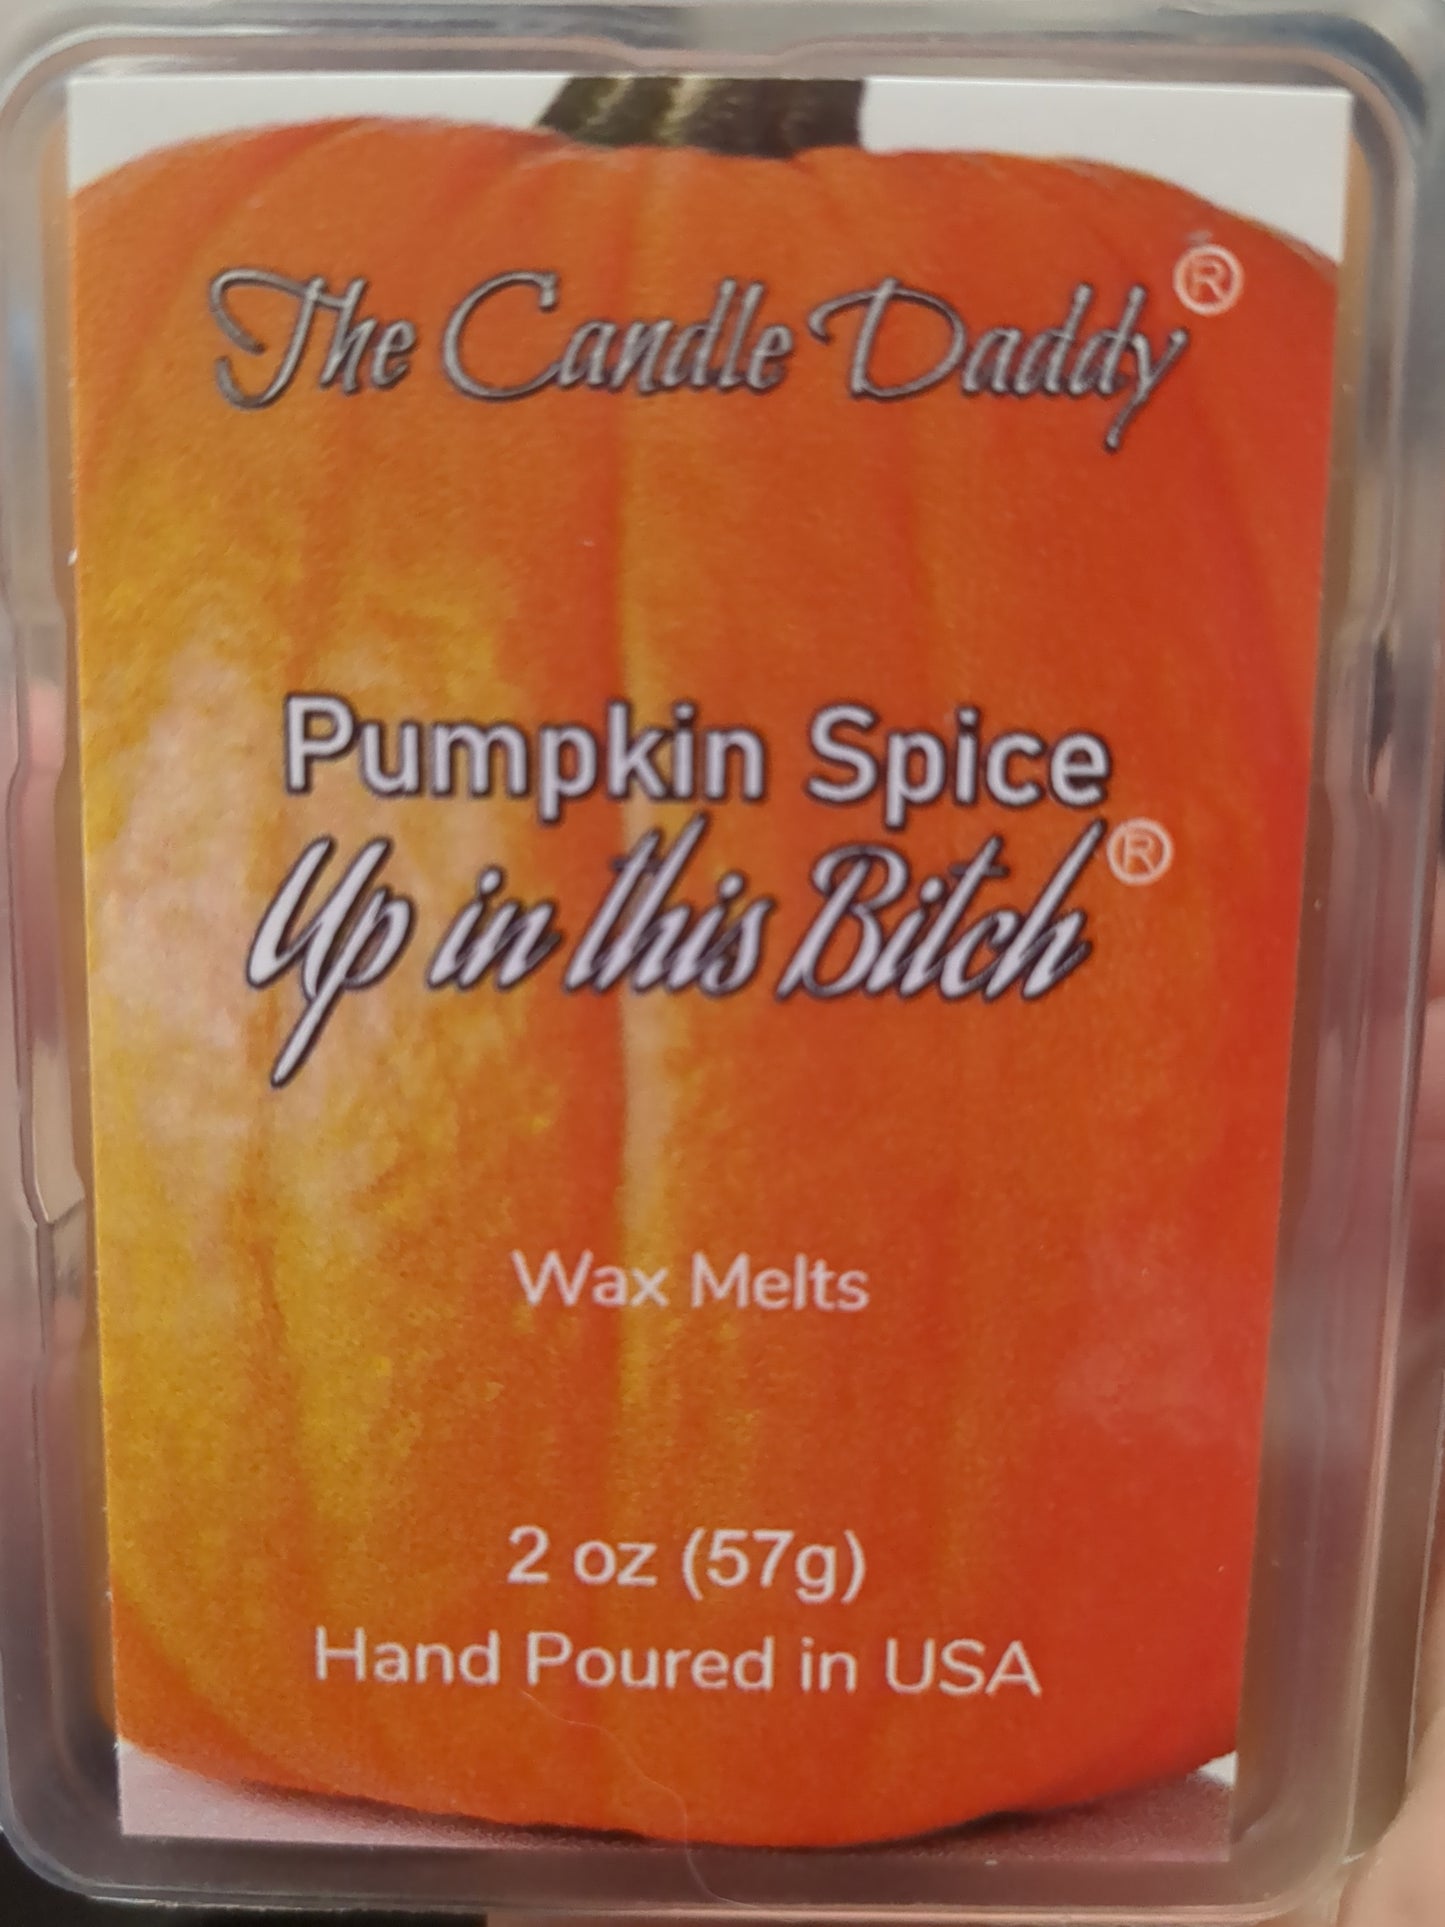 The Candle Daddy®
Pumpkin Spice
Up in this Bitch®
Wax Melts
2 oz (57g)
Hand Poured in USA